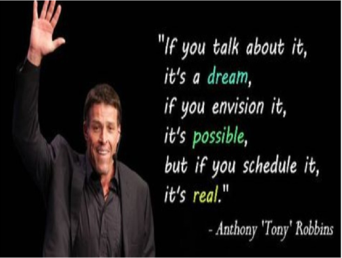 "If you talk about it,
it's a dream,
if you envision it,
it's possible,
but if you schedule it,
it's real."
- Anthony 'Tony' Robbins